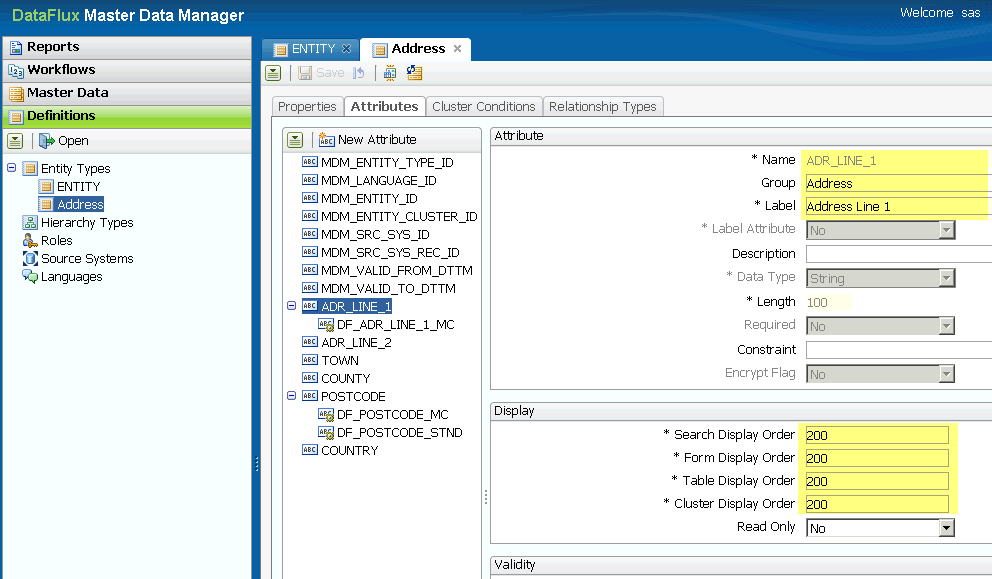 DataFlux Master Data Manager
Welcome sas
Reports
Workflows
Master Data
Definitions
Open
Entity Types
ENTITY
Address
Hierarchy Types
Roles
Source Systems
Languages
ENTITY
Address
Save
Properties
Attributes
Cluster Conditions
Relationship Types
New Attribute
MDM_ENTITY_TYPE_ID
MDM_LANGUAGE_ID
MDM_ENTITY_ID
MDM_ENTITY_CLUSTER_ID
MDM_SRC_SYS_ID
MDM_SRC_SYS_REC_ID
MDM_VALID_FROM_DTTM
MDM_VALID_TO_DTTM
ADR_LINE_1
DF_ADR_LINE_1_MC
ADR_LINE_2
TOWN
COUNTY
POSTCODE
DF_POSTCODE_MC
DF_POSTCODE_STND
COUNTRY
Attribute
* Name ADR_LINE_1
Group Address
* Label Address Line 1
* Label Attribute No
Description
* Data Type String
* Length 100
Required No
Constraint
Encrypt Flag No
Display
* Search Display Order 200
* Form Display Order 200
* Table Display Order 200
* Cluster Display Order 200
Read Only No
Validity